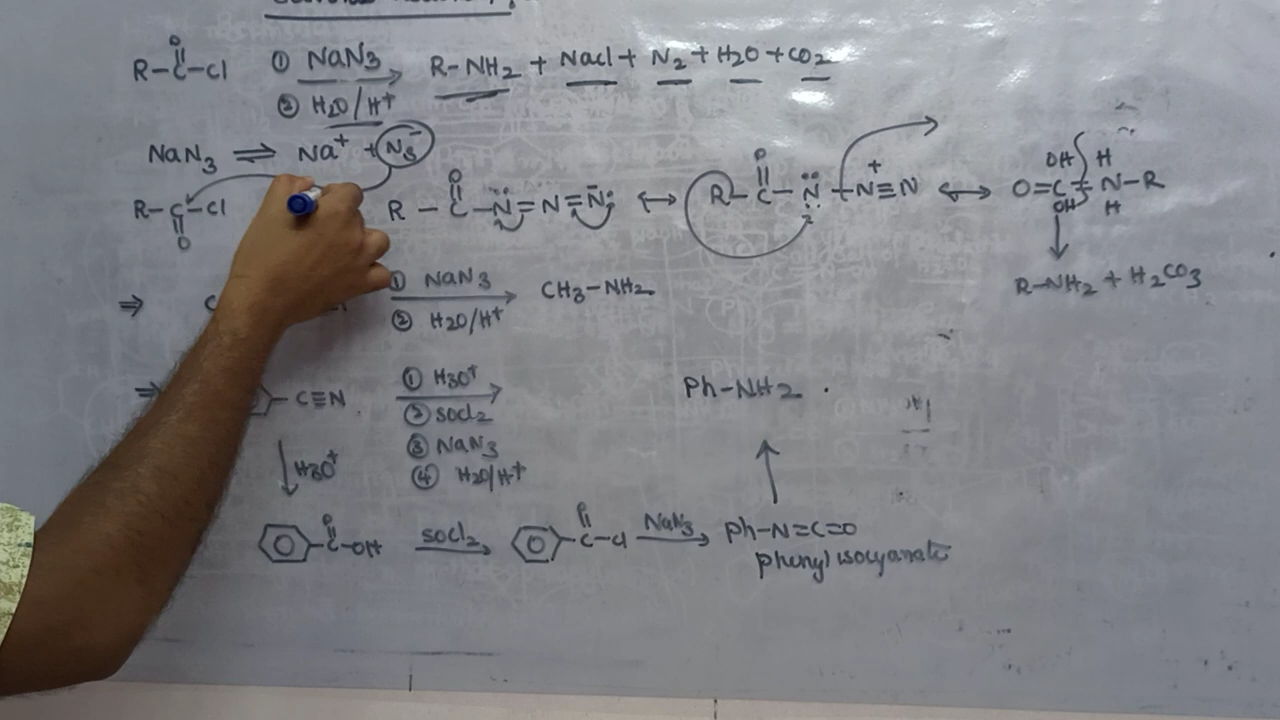 R-C(=O)-Cl ① NaN3 ② H2O/H+ → R-NH2 + NaCl + N2 + H2O + CO2
NaN3 ⇌ Na+ + N3-
R-C(=O)-Cl
R-C(=O)-N=N=N: ↔ R-C(=O)-N-N+≡N ↔ O=C-N-R
OH H
OH H
R-NH2 + H2CO3
⇒ ① NaN3 ② H2O/H+ → CH3-NH2
⇒ -C≡N ① H3O+ ② SOCl2 ③ NaN3 ④ H2O/H+ → Ph-NH2 .
↓ H3O+
-C(=O)-OH SOCl2 → -C-Cl NaN3 → Ph-N=C=O
phenyl isocyanate